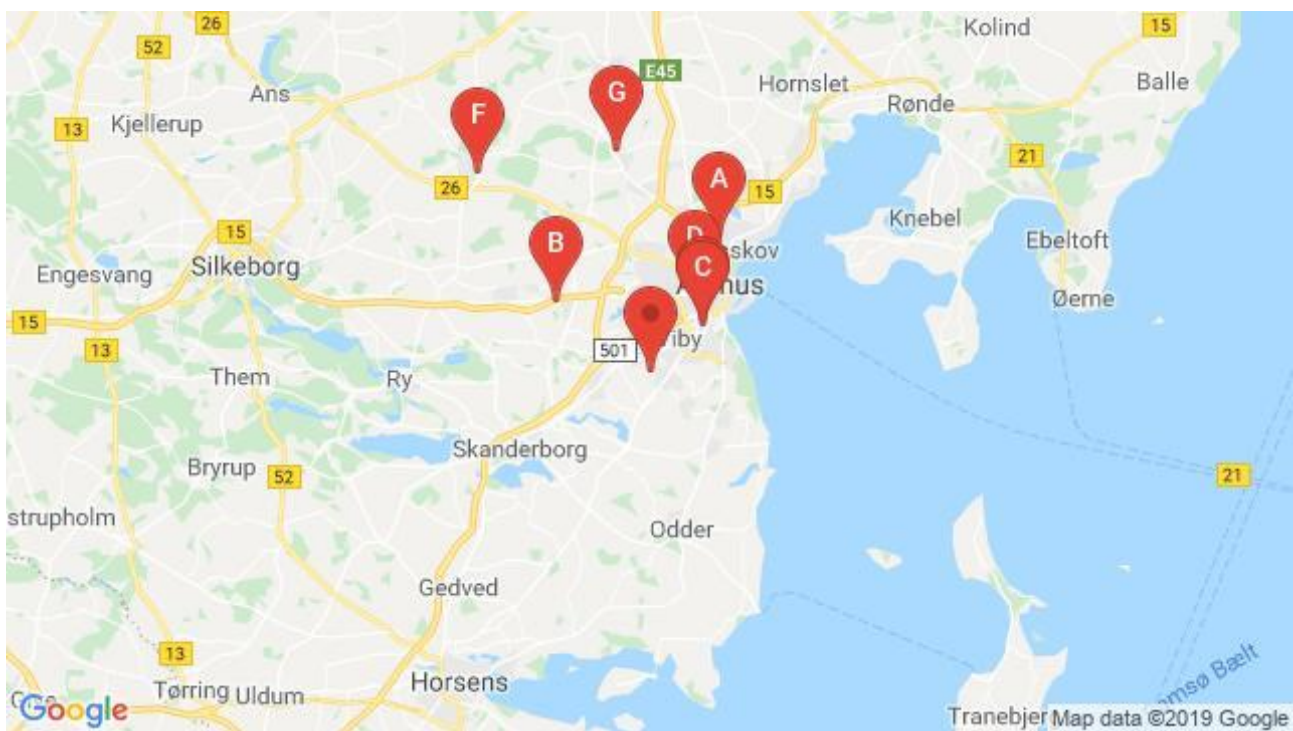 Kolind
26
15
52
E45
Hornslet
Balle
Ans
G
Rønde
F
Kjellerup
13
21
A
26
15
Knebel
D
15
B
Ebeltoft
skov
Engesvang
Silkeborg
C
Øerne
15
13
501
Them
Ry
Skanderborg
Bryrup
52
21
strupholm
Odder
Gedved
13
Horsens
Tørring
Uldum
Google
Tranebjer
Map data ©2019 Google